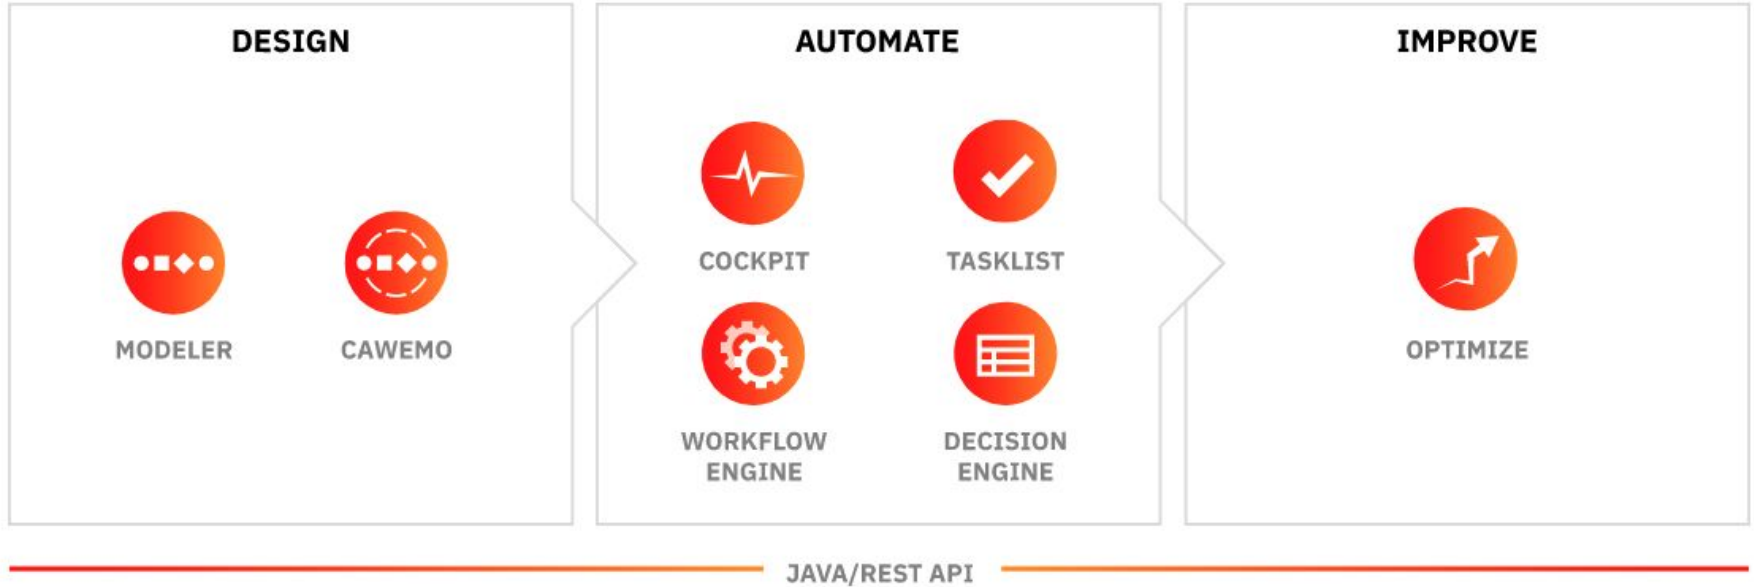 DESIGN
MODELER
CAWEMO
AUTOMATE
COCKPIT
TASKLIST
WORKFLOW
ENGINE
DECISION
ENGINE
IMPROVE
OPTIMIZE
JAVA/REST API